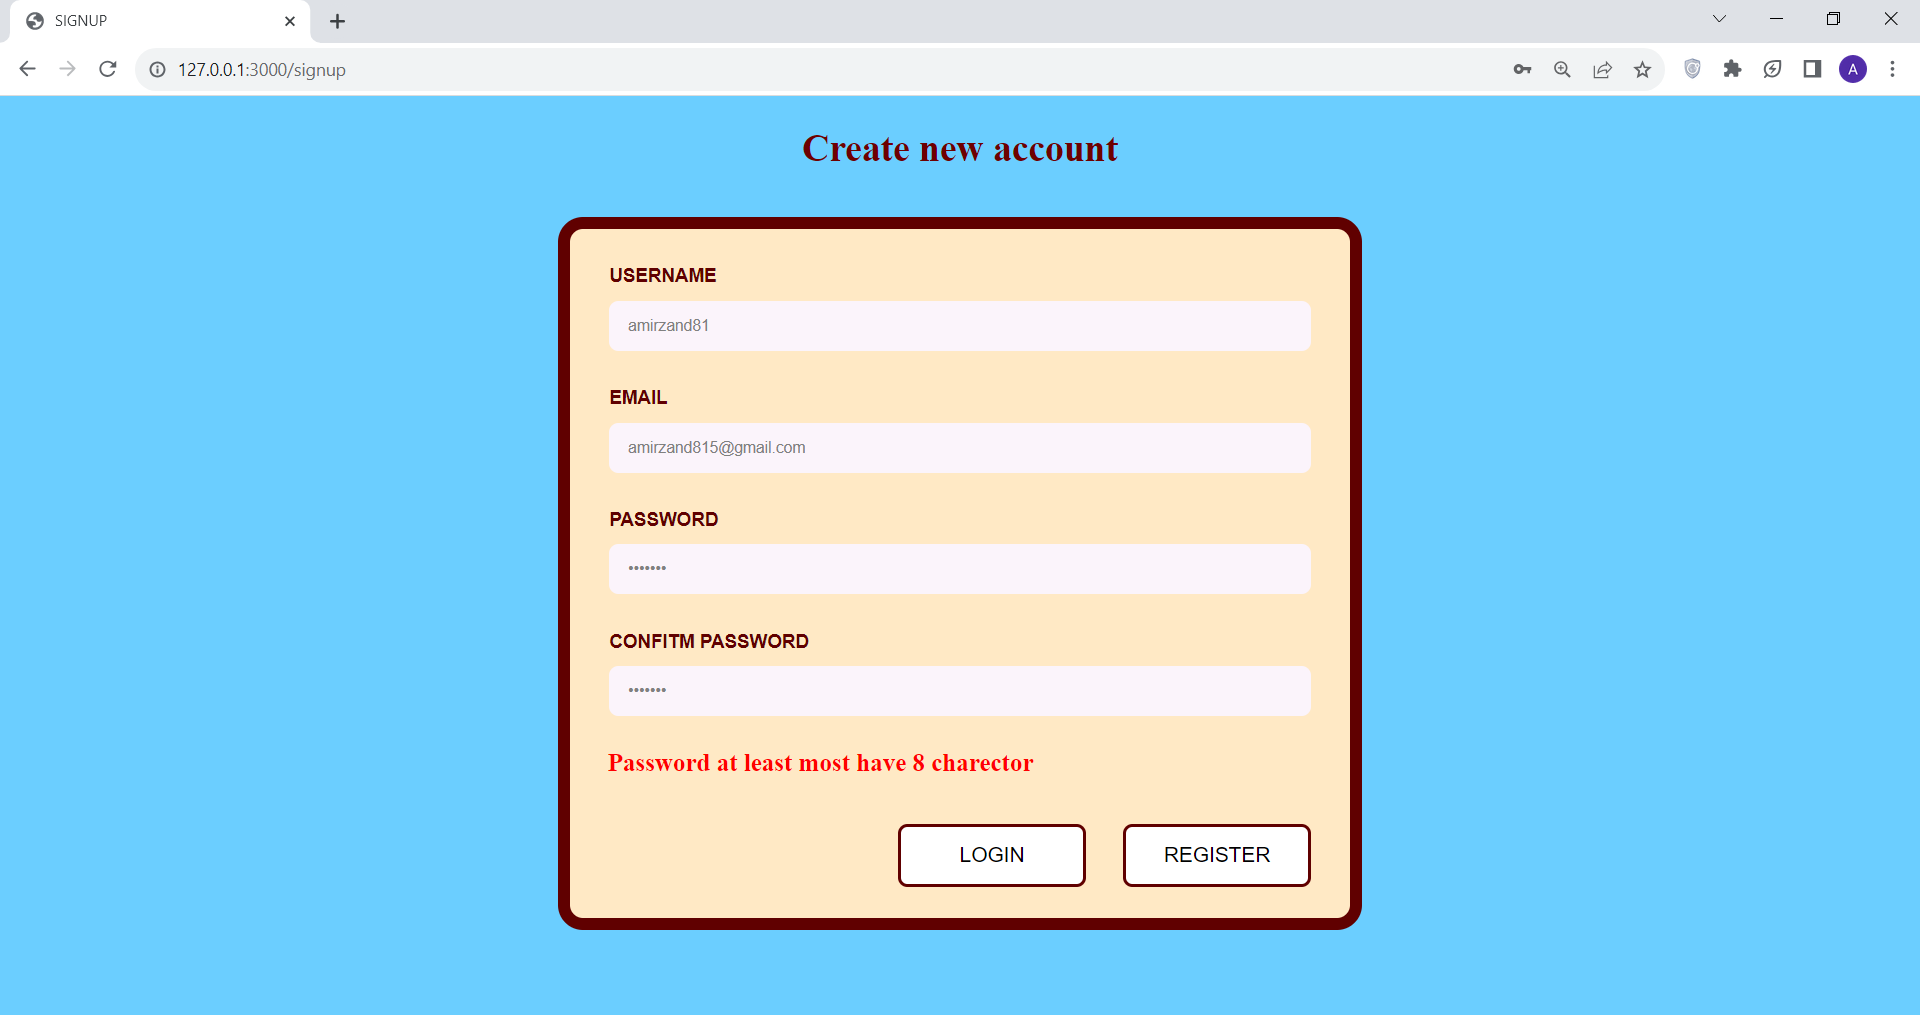 SIGNUP
127.0.0.1:3000/signup
A
Create new account
USERNAME
amirzand81
EMAIL
amirzand815@gmail.com
PASSWORD
•••••••
CONFITM PASSWORD
•••••••
Password at least most have 8 charector
LOGIN
REGISTER